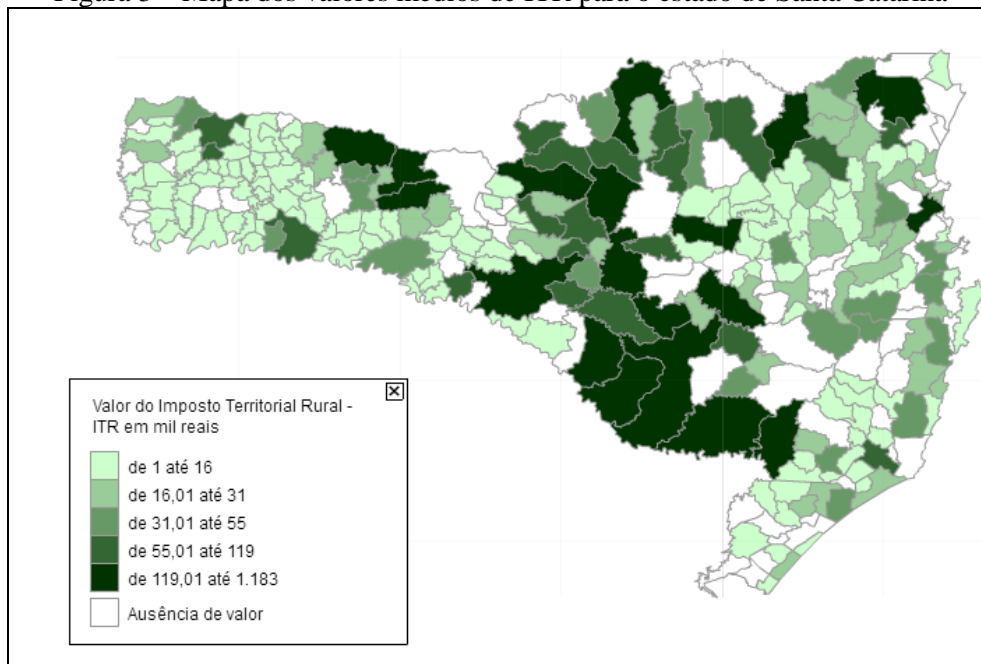 Figura 3 – Mapa dos valores médios de ITR para o estado de Santa Catarina
Valor do Imposto Territorial Rural -
ITR em mil reais
de 1 até 16
de 16,01 até 31
de 31,01 até 55
de 55,01 até 119
de 119,01 até 1.183
Ausência de valor